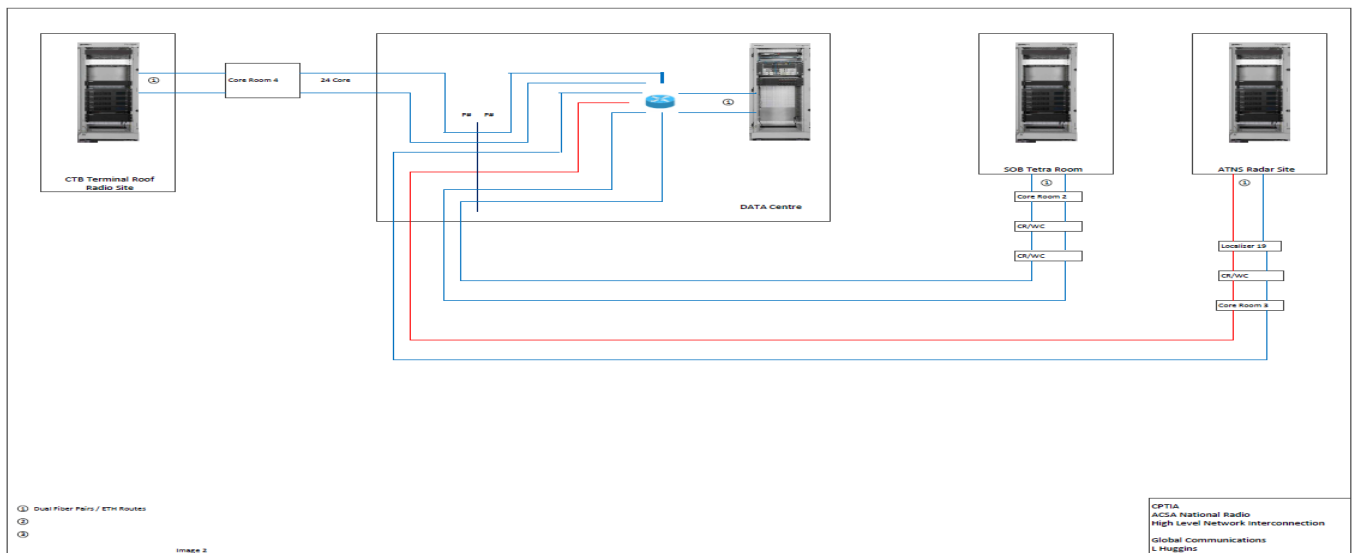 ①
Core Room 4
24 Core
P# P#
①
CTB Terminal Roof
Radio Site
DATA Centre
SOB Tetra Room
①
Core Room 2
CR/WC
CR/WC
ATNS Radar Site
①
Localizer 19
CR/WC
Core Room 3
① Dual Fiber Pairs / ETH Routes
②
③
Image 2
CPTIA
ACSA National Radio
High Level Network Interconnection
Global Communications
L Huggins